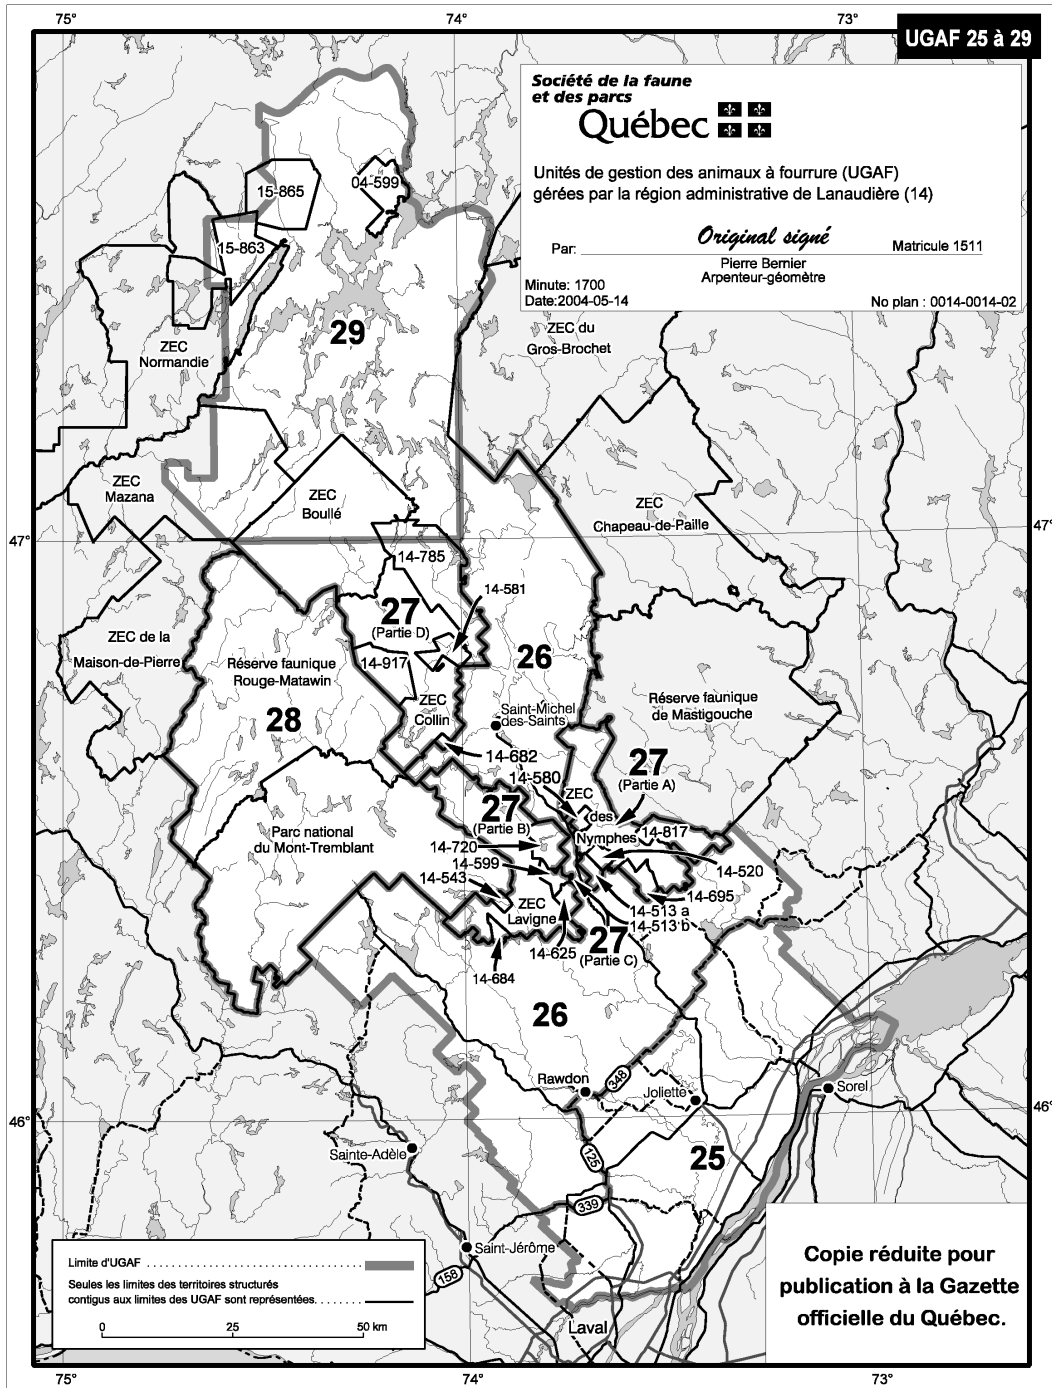 75°
74°
73°
UGAF 25 à 29
Société de la faune
et des parcs
Québec
Unités de gestion des animaux à fourrure (UGAF)
gérées par la région administrative de Lanaudière (14)
Original signé
Par:
Matricule 1511
Pierre Bernier
Arpenteur-géomètre
Minute: 1700
Date:2004-05-14
No plan : 0014-0014-02
15-865
04-599
15-863
29
ZEC
Normandie
ZEC du
Gros-Brochet
ZEC
Mazana
ZEC
Boullé
ZEC
Chapeau-de-Paille
47°
47°
14-785
14-581
27
(Partie D)
ZEC de la
Maison-de-Pierre
14-917
26
Réserve faunique
Rouge-Matawin
28
ZEC
Collin
Saint-Michel
des-Saints
Réserve faunique
de Mastigouche
14-682
14-580
27
(Partie A)
ZEC
des
Nymphes
27
(Partie B)
14-817
Parc national
du Mont-Tremblant
14-720
14-599
14-543
14-520
14-695
ZEC
Lavigne
14-513 a
14-513 b
14-625
27
(Partie C)
14-684
26
Rawdon
348
Joliette
Sorel
46°
46°
Sainte-Adèle
125
25
339
Saint-Jérôme
158
Laval
Limite d'UGAF
Seules les limites des territoires structurés
contigus aux limites des UGAF sont représentées.
0
25
50 km
Copie réduite pour
publication à la Gazette
officielle du Québec.
75°
74°
73°